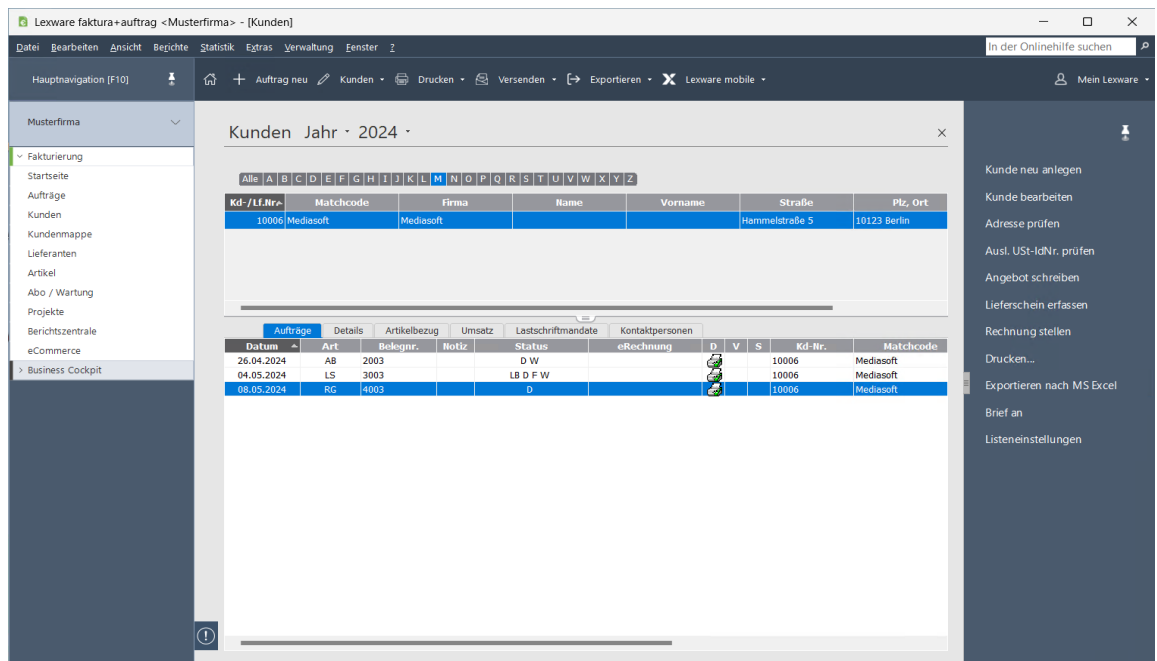 Lexware faktura+auftrag <Musterfirma> - [Kunden]
Datei Bearbeiten Ansicht Berichte Statistik Extras Verwaltung Fenster ? In der Onlinehilfe suchen
Hauptnavigation [F10] Auftrag neu Kunden Drucken Versenden Exportieren Lexware mobile Mein Lexware
Musterfirma
Fakturierung
Startseite
Aufträge
Kunden
Kundenmappe
Lieferanten
Artikel
Abo / Wartung
Projekte
Berichtszentrale
eCommerce
Business Cockpit
Kunden Jahr 2024
Alle A B C D E F G H I J K L M N O P Q R S T U V W X Y Z
Kd-/Lf.Nr. Matchcode Firma Name Vorname Straße Plz, Ort
10006 Mediasoft Mediasoft Hammelstraße 5 10123 Berlin
Aufträge Details Artikelbezug Umsatz Lastschriftmandate Kontaktpersonen
Datum Art Belegnr. Notiz Status eRechnung D V S Kd-Nr. Matchcode
26.04.2024 AB 2003 D W 10006 Mediasoft
04.05.2024 LS 3003 LB D F W 10006 Mediasoft
08.05.2024 RG 4003 D 10006 Mediasoft
Kunde neu anlegen
Kunde bearbeiten
Adresse prüfen
Ausl. USt-IdNr. prüfen
Angebot schreiben
Lieferschein erfassen
Rechnung stellen
Drucken...
Exportieren nach MS Excel
Brief an
Listeneinstellungen